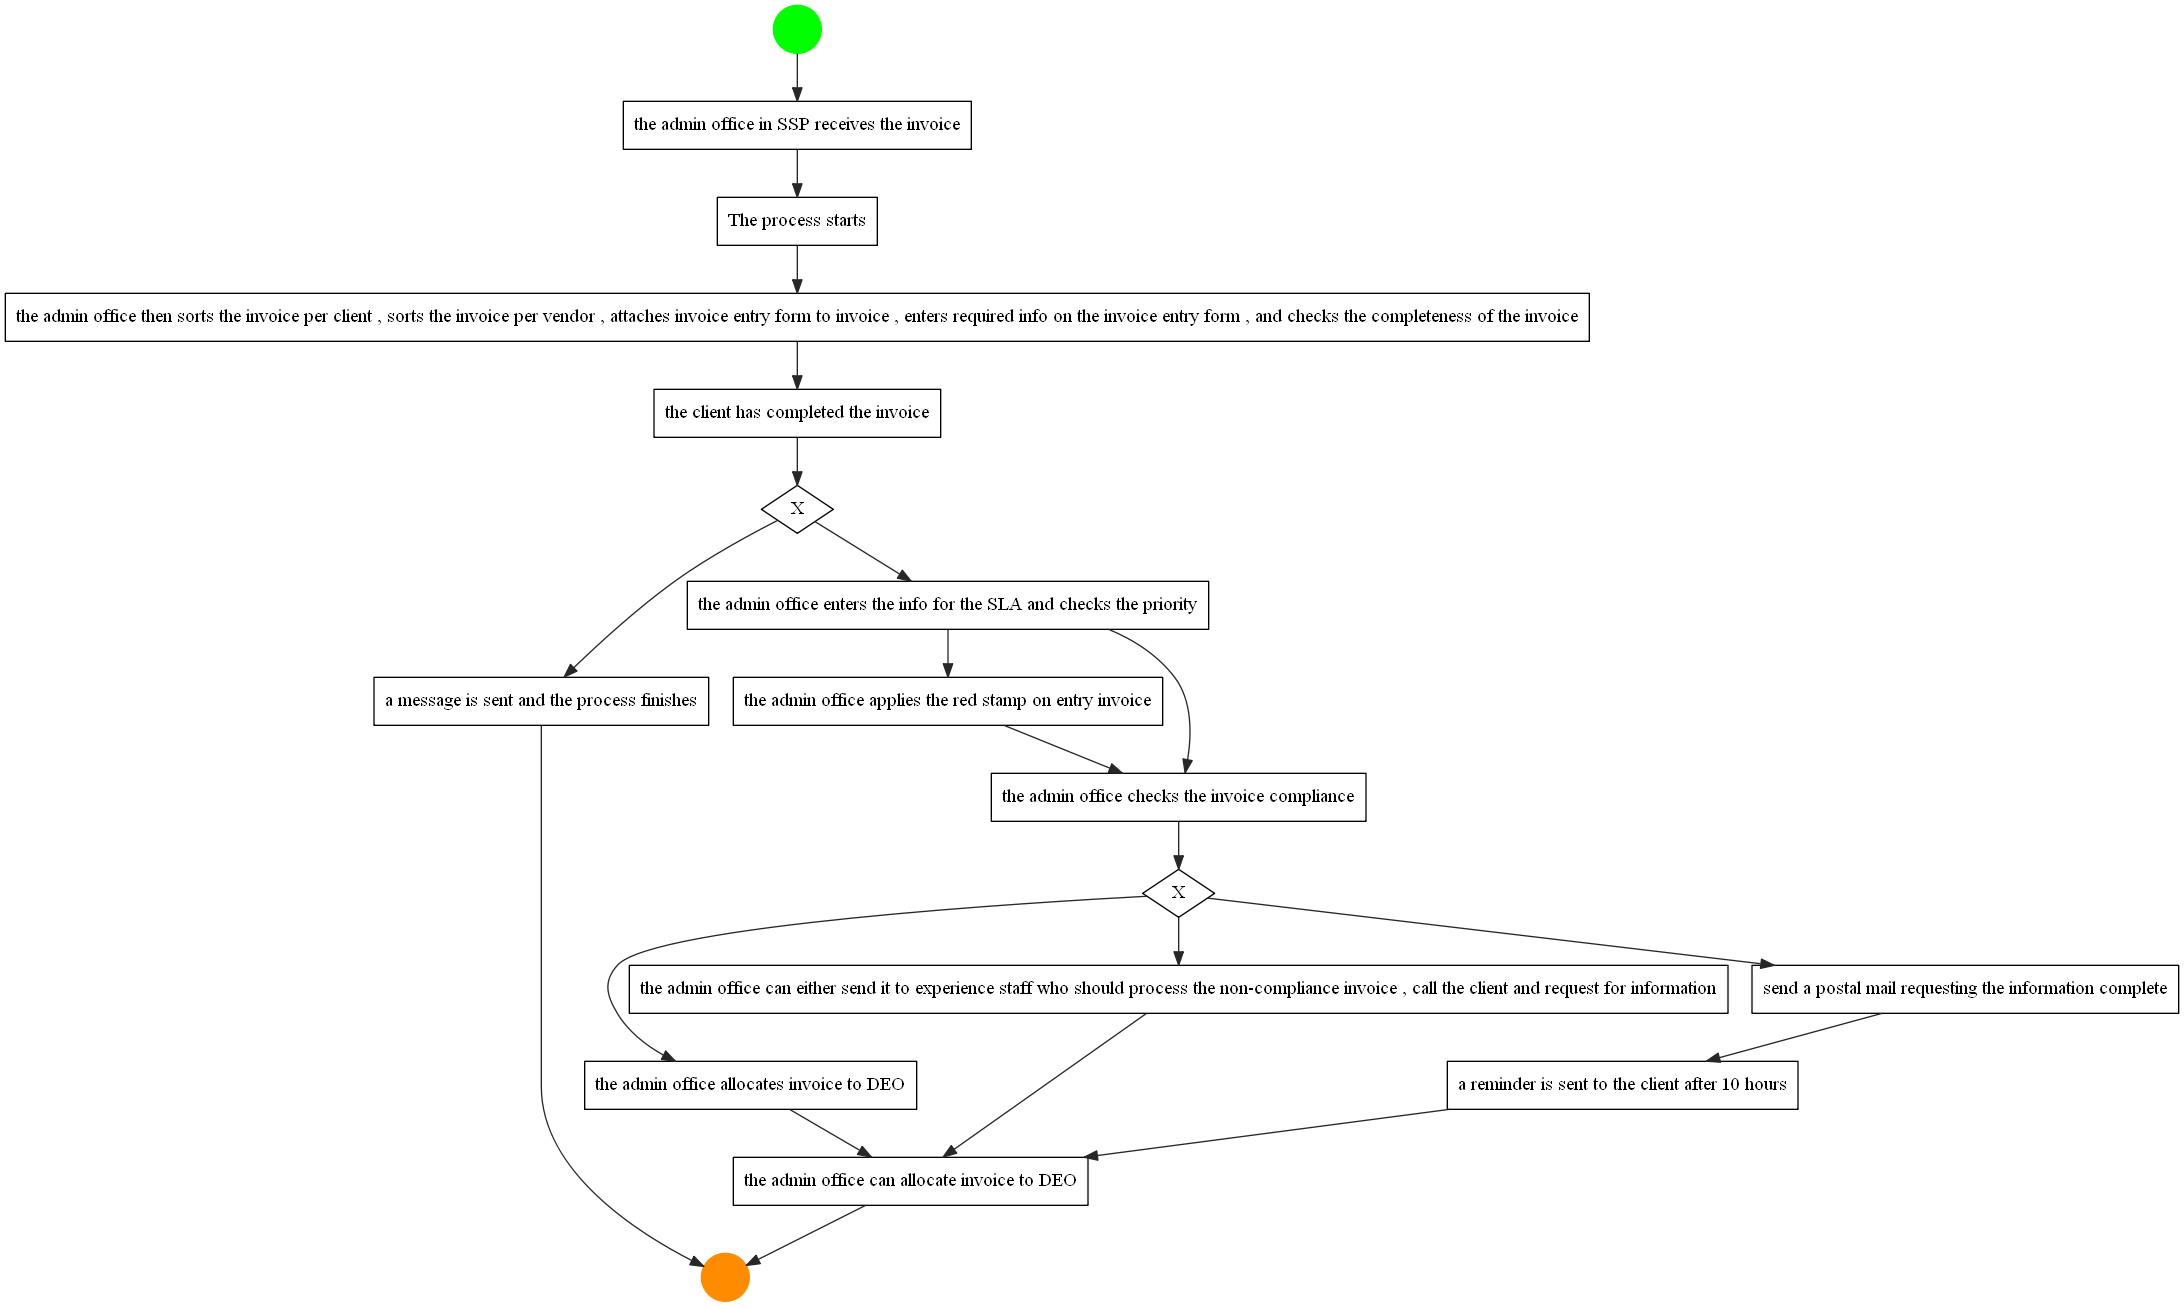 the admin office in SSP receives the invoice
The process starts
the admin office then sorts the invoice per client , sorts the invoice per vendor , attaches invoice entry form to invoice , enters required info on the invoice entry form , and checks the completeness of the invoice
the client has completed the invoice
X
the admin office enters the info for the SLA and checks the priority
a message is sent and the process finishes
the admin office applies the red stamp on entry invoice
the admin office checks the invoice compliance
X
the admin office can either send it to experience staff who should process the non-compliance invoice , call the client and request for information
send a postal mail requesting the information complete
the admin office allocates invoice to DEO
a reminder is sent to the client after 10 hours
the admin office can allocate invoice to DEO